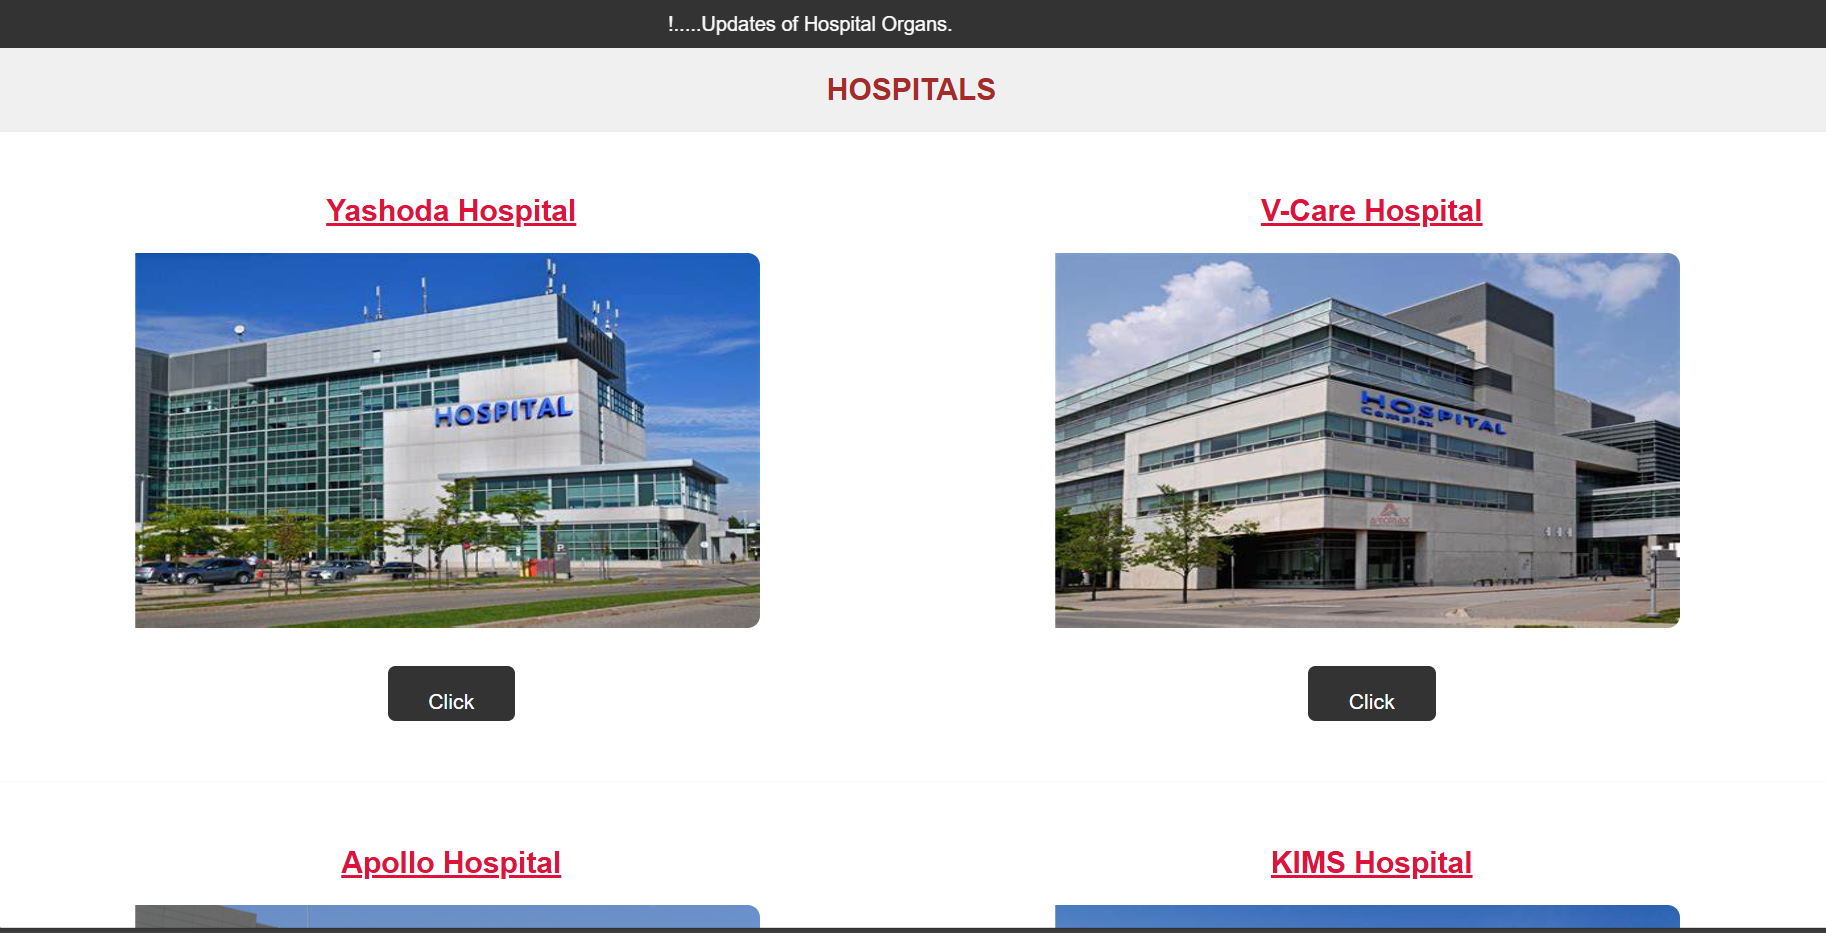 !.....Updates of Hospital Organs.
HOSPITALS
Yashoda Hospital
V-Care Hospital
HOSPITAL
HOSPITAL
Complex
Click
Click
Apollo Hospital
KIMS Hospital